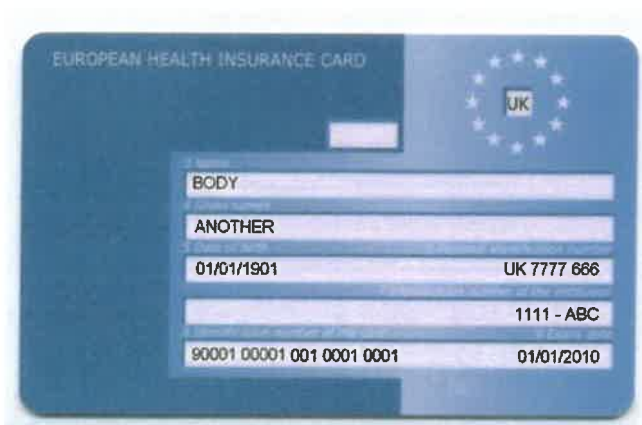 EUROPEAN HEALTH INSURANCE CARD
UK
BODY
ANOTHER
01/01/1901 UK 7777 666
1111 - ABC
90001 00001 001 0001 0001 01/01/2010